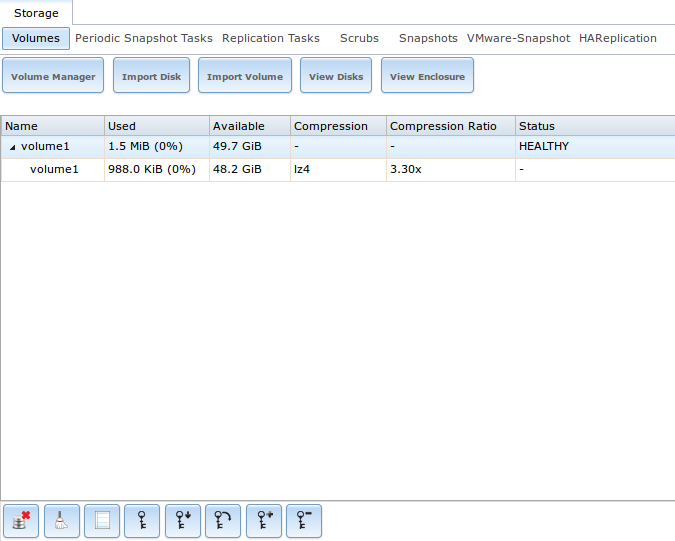 Storage
Volumes Periodic Snapshot Tasks Replication Tasks Scrubs Snapshots VMware-Snapshot HAReplication
Volume Manager Import Disk Import Volume View Disks View Enclosure
Name Used Available Compression Compression Ratio Status
volume1 1.5 MiB (0%) 49.7 GiB - - HEALTHY
volume1 988.0 KiB (0%) 48.2 GiB lz4 3.30x -